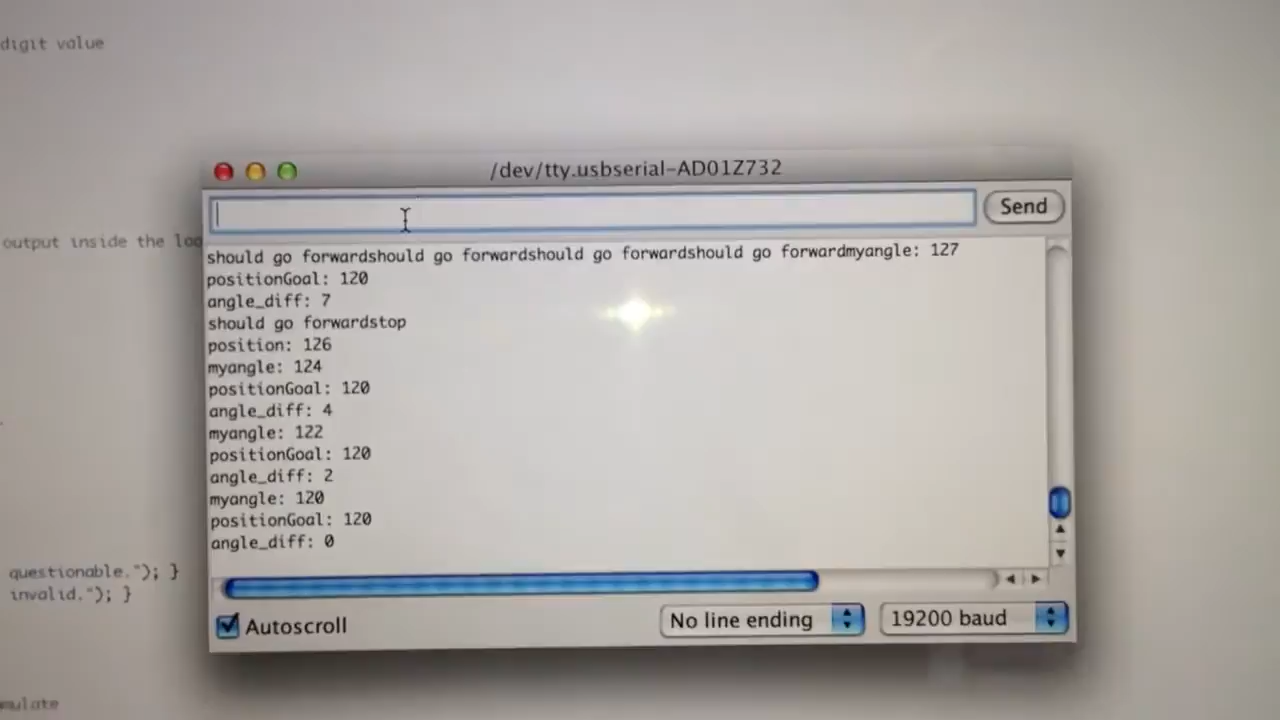 digit value
/dev/tty.usbserial-AD01Z732
Send
output inside the loo
should go forwardshould go forwardshould go forwardshould go forwardmyangle: 127
positionGoal: 120
angle_diff: 7
should go forwardstop
position: 126
myangle: 124
positionGoal: 120
angle_diff: 4
myangle: 122
positionGoal: 120
angle_diff: 2
myangle: 120
positionGoal: 120
angle_diff: 0
questionable."); }
invalid."); }
Autoscroll
No line ending
19200 baud
mulate